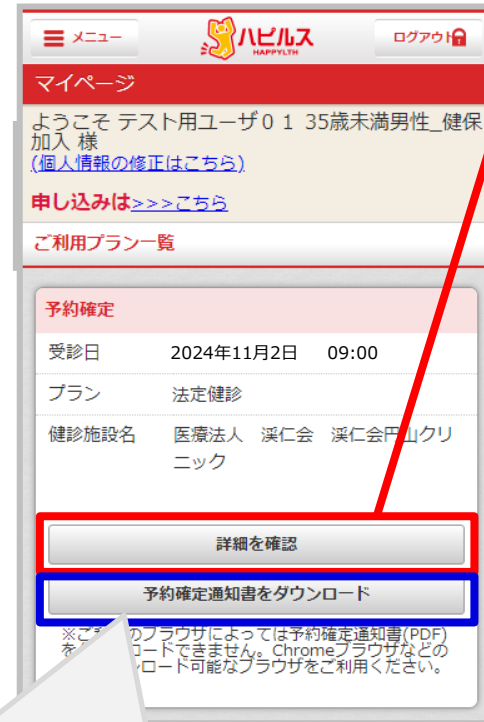 メニュー
ハピルス
HAPPYLTH
ログアウト
マイページ
ようこそ テスト用ユーザ01 35歳未満男性_健保
加入 様
(個人情報の修正はこちら)
申し込みは>>>こちら
ご利用プラン一覧
予約確定
受診日 2024年11月2日 09:00
プラン 法定健診
健診施設名 医療法人 渓仁会 渓仁会円山クリ
ニック
詳細を確認
予約確定通知書をダウンロード
※ご のブラウザによっては予約確定通知書(PDF)
を ロードできません。Chromeブラウザなどの
ロード可能なブラウザをご利用ください。